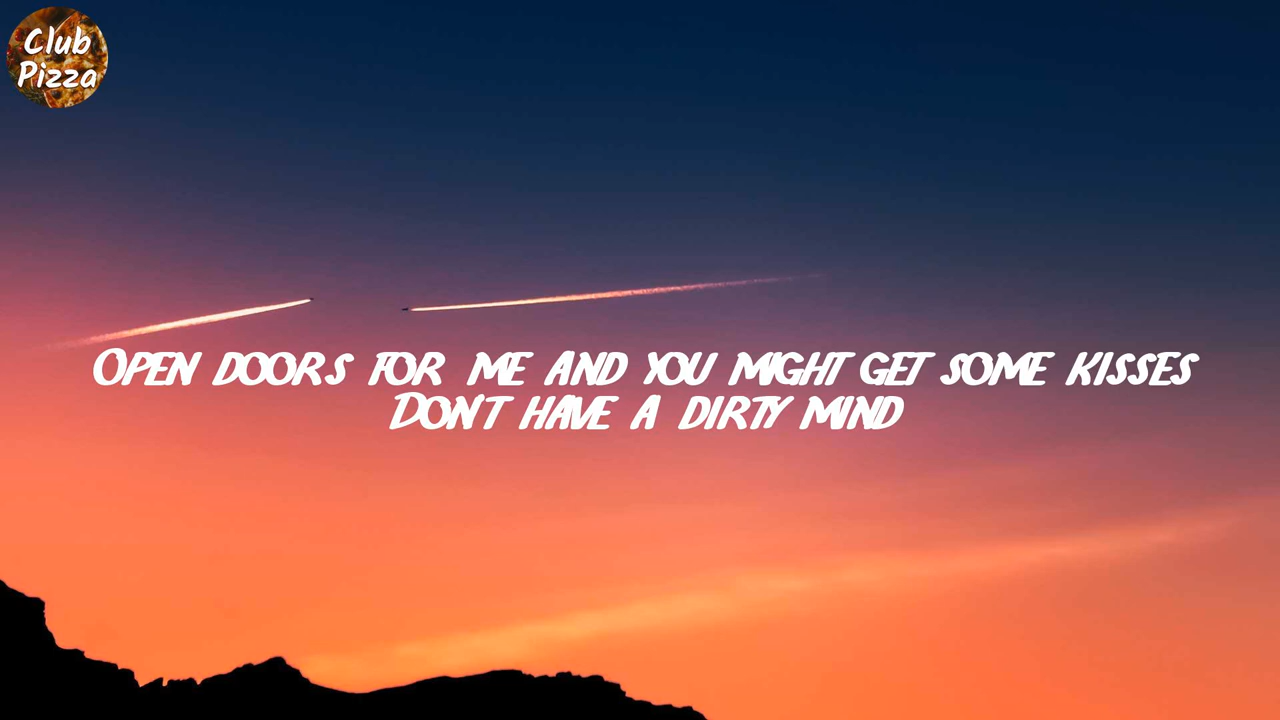 Club
Pizza
OPEN DOORS FOR ME AND YOU MIGHT GET SOME KISSES
DON'T HAVE A DIRTY MIND